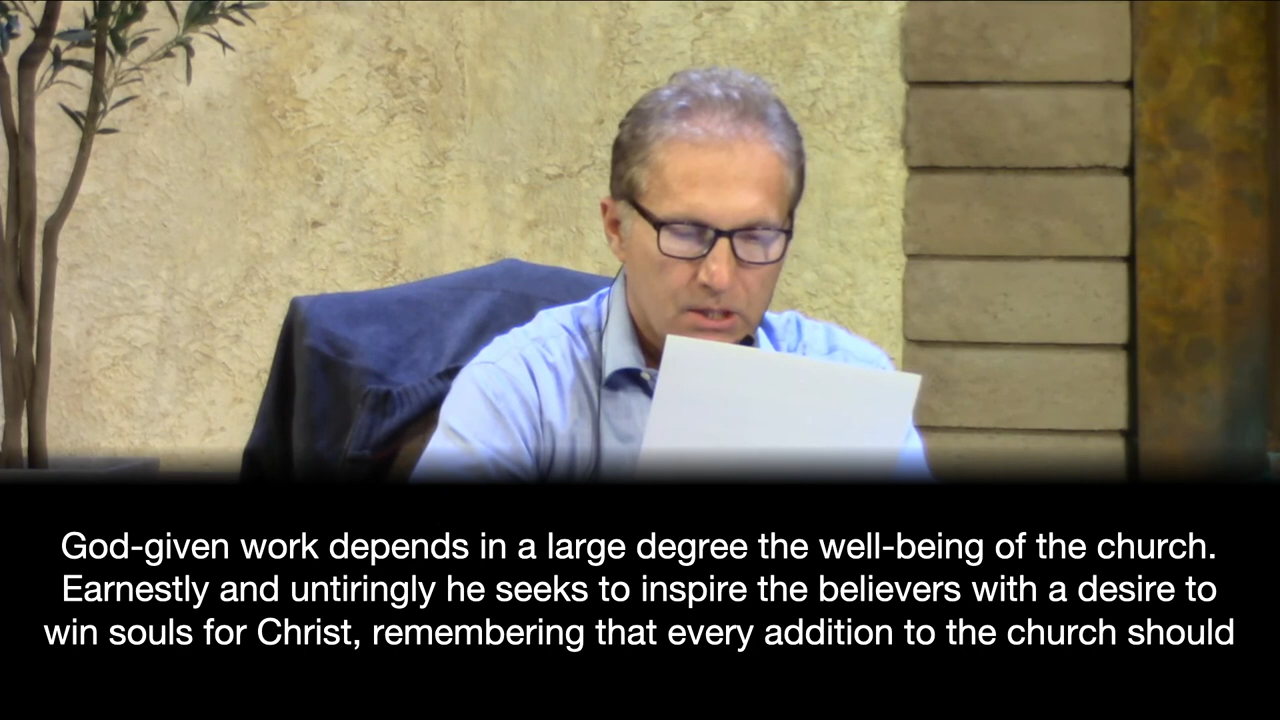 God-given work depends in a large degree the well-being of the church.
Earnestly and untiringly he seeks to inspire the believers with a desire to
win souls for Christ, remembering that every addition to the church should